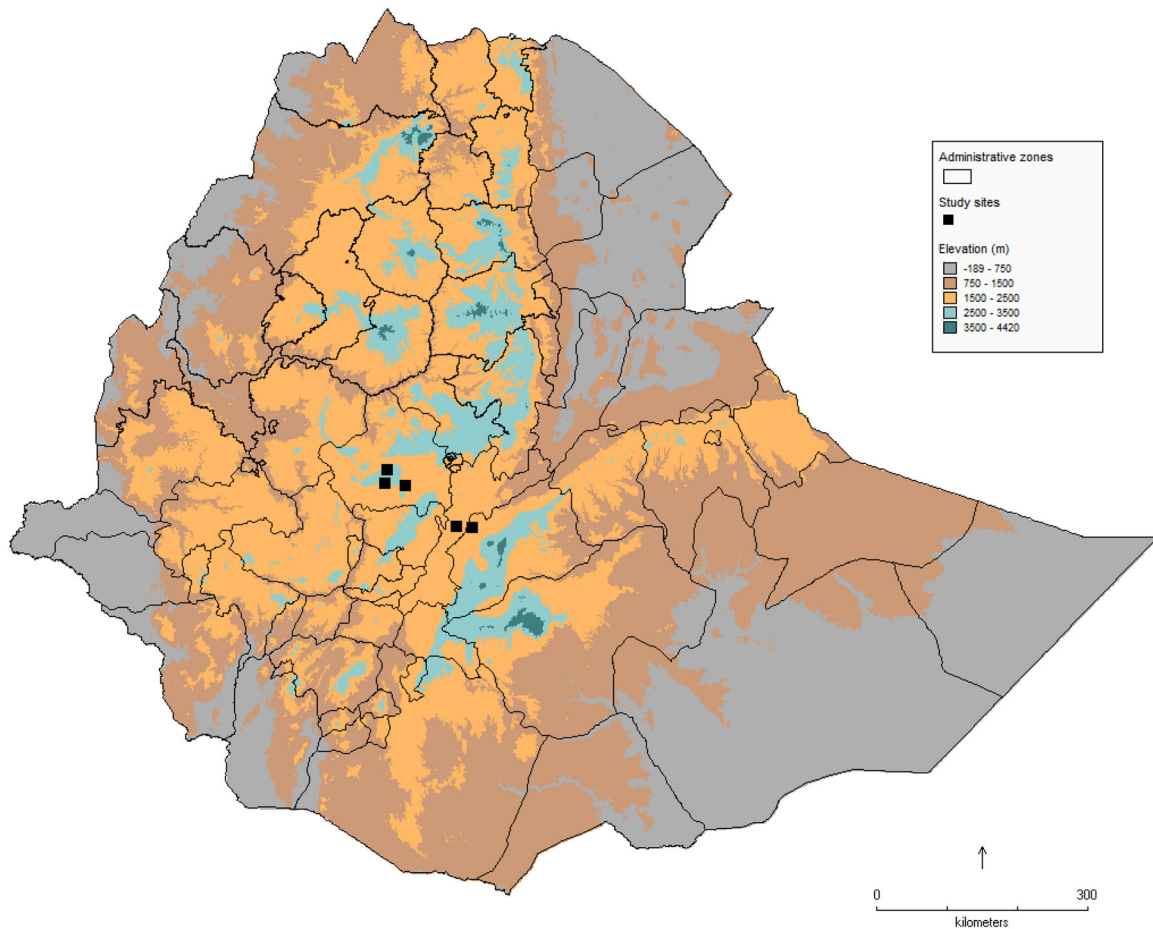 Administrative zones
Study sites
Elevation (m)
-189 - 750
750 - 1500
1500 - 2500
2500 - 3500
3500 - 4420
0 300
kilometers